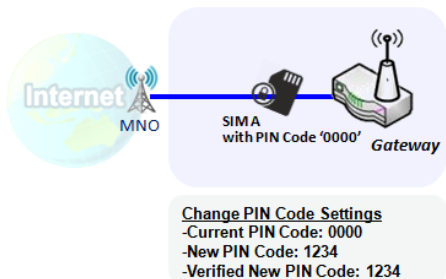 Internet
MNO
SIM A
with PIN Code ‘0000’
Gateway
Change PIN Code Settings
-Current PIN Code: 0000
-New PIN Code: 1234
-Verified New PIN Code: 1234